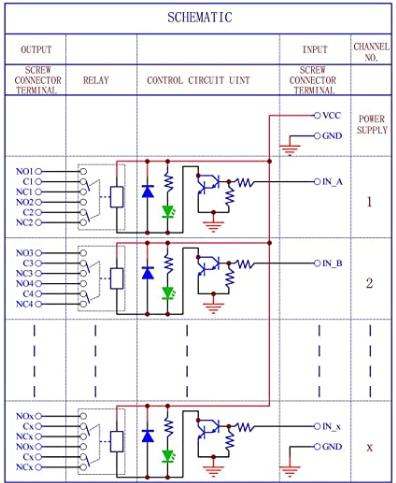 SCHEMATIC
OUTPUT INPUT CHANNEL NO.
SCREW CONNECTOR TERMINAL RELAY CONTROL CIRCUIT UINT SCREW CONNECTOR TERMINAL
VCC
GND
POWER SUPPLY
NO1
C1
NC1
NO2
C2
NC2
IN_A
1
NO3
C3
NC3
NO4
C4
NC4
IN_B
2
NOx
Cx
NCx
NOx
Cx
NCx
IN_x
GND
x